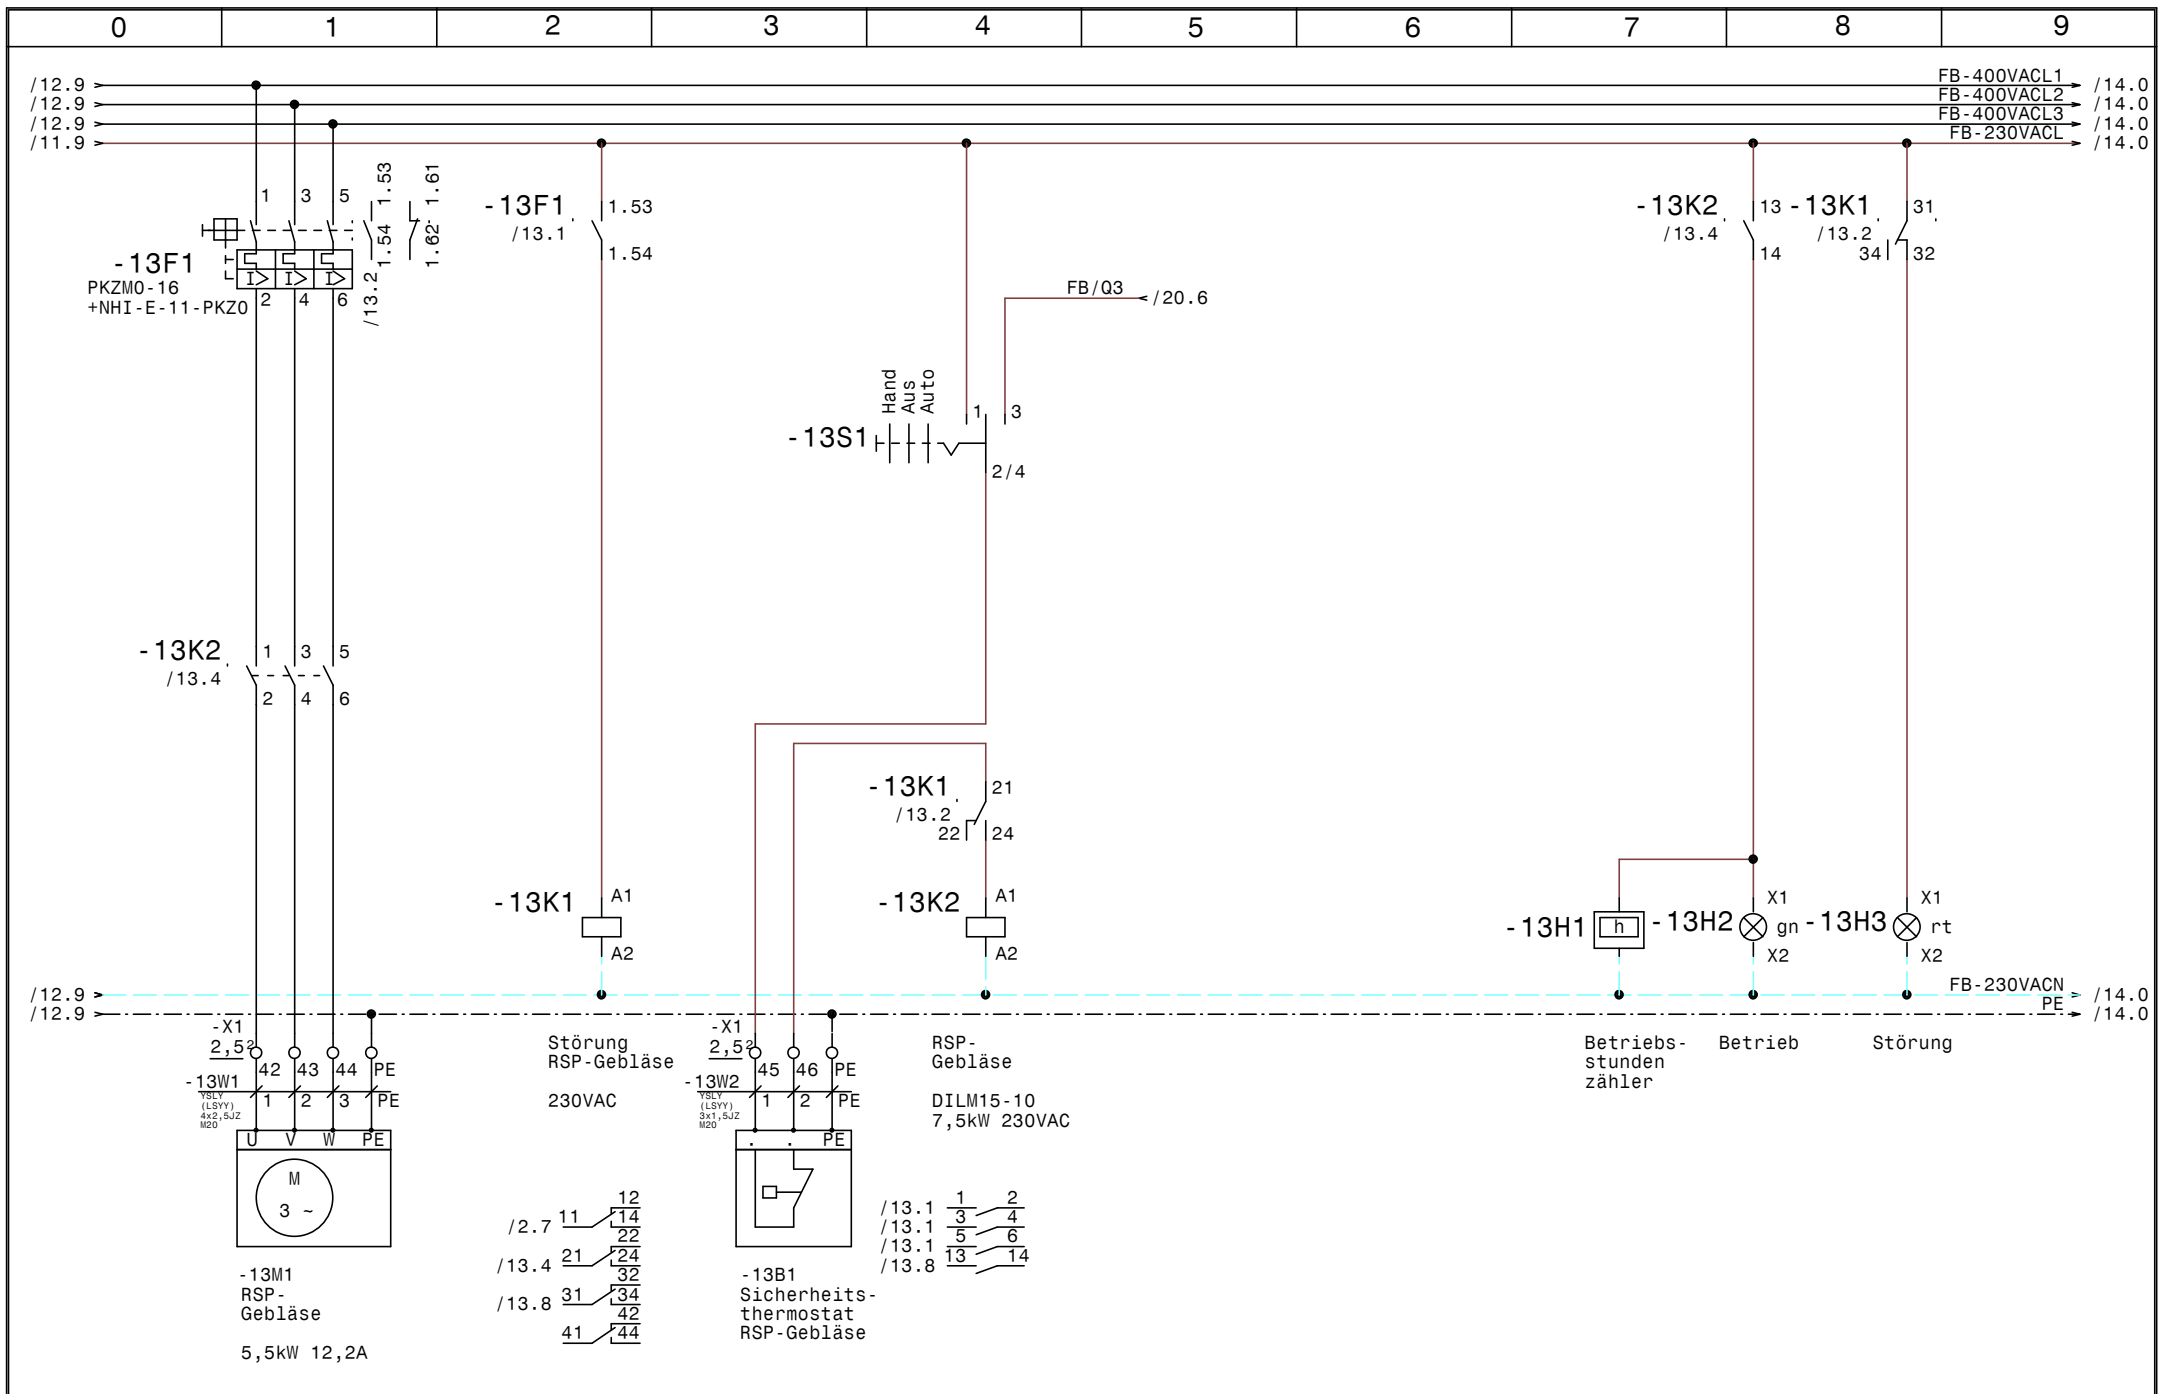 0 1 2 3 4 5 6 7 8 9
/12.9 FB-400VACL1 /14.0
/12.9 FB-400VACL2 /14.0
/12.9 FB-400VACL3 /14.0
/11.9 FB-230VACL /14.0
1 3 5 1.53 1.61
1.54 1.62
-13F1
PKZM0-16
+NHI-E-11-PKZ0
I> I> I>
2 4 6 /13.2
-13F1 1.53
/13.1
1.54
-13K2 13
/13.4
14
-13K1 31
/13.2
34 32
FB/Q3 /20.6
Hand
Aus
Auto
1 3
-13S1
2/4
-13K2 1 3 5
/13.4
2 4 6
-13K1 21
/13.2
22 24
-13K1 A1
A2
-13K2 A1
A2
-13H1 h
-13H2 X1
gn
X2
-13H3 X1
rt
X2
/12.9 FB-230VACN /14.0
/12.9 PE /14.0
-X1
2,5²
42 43 44 PE
-13W1
YSLY
(LSYY)
4x2,5JZ
M20
1 2 3 PE
U V W PE
M
3 ~
-13M1
RSP-
Gebläse
5,5kW 12,2A
Störung
RSP-Gebläse
230VAC
12
/2.7 11 14
22
/13.4 21 24
32
/13.8 31 34
42
41 44
-X1
2,5²
45 46 PE
-13W2
YSLY
(LSYY)
3x1,5JZ
M20
1 2 PE
. . PE
-13B1
Sicherheits-
thermostat
RSP-Gebläse
RSP-
Gebläse
DILM15-10
7,5kW 230VAC
/13.1 1 2
/13.1 3 4
/13.1 5 6
/13.8 13 14
Betriebs-
stunden
zähler
Betrieb
Störung